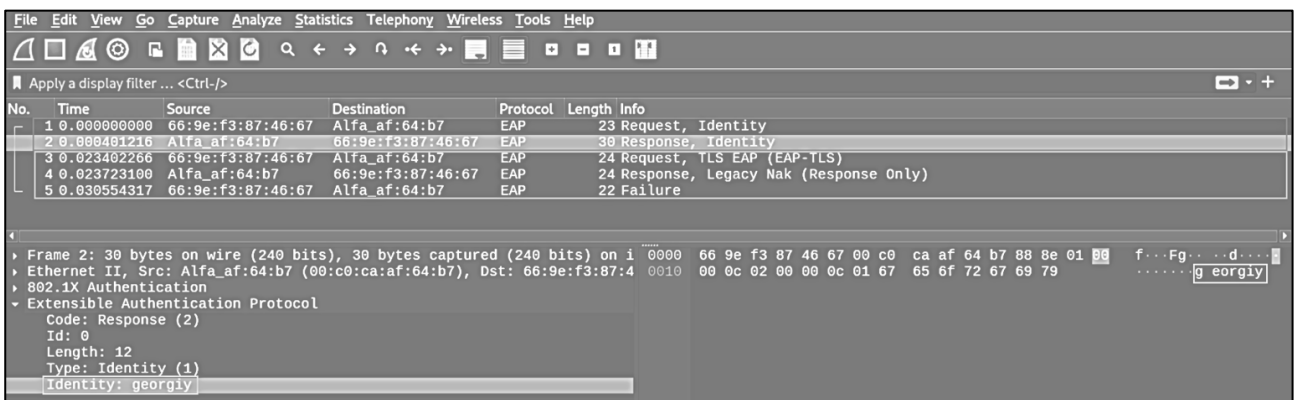 File Edit View Go Capture Analyze Statistics Telephony Wireless Tools Help
Apply a display filter ... <Ctrl-/>
No. Time Source Destination Protocol Length Info
1 0.000000000 66:9e:f3:87:46:67 Alfa_af:64:b7 EAP 23 Request, Identity
2 0.000401216 Alfa_af:64:b7 66:9e:f3:87:46:67 EAP 30 Response, Identity
3 0.023402266 66:9e:f3:87:46:67 Alfa_af:64:b7 EAP 24 Request, TLS EAP (EAP-TLS)
4 0.023723100 Alfa_af:64:b7 66:9e:f3:87:46:67 EAP 24 Response, Legacy Nak (Response Only)
5 0.030554317 66:9e:f3:87:46:67 Alfa_af:64:b7 EAP 22 Failure
Frame 2: 30 bytes on wire (240 bits), 30 bytes captured (240 bits) on i
Ethernet II, Src: Alfa_af:64:b7 (00:c0:ca:af:64:b7), Dst: 66:9e:f3:87:4
802.1X Authentication
Extensible Authentication Protocol
Code: Response (2)
Id: 0
Length: 12
Type: Identity (1)
Identity: georgiy
0000 66 9e f3 87 46 67 00 c0 ca af 64 b7 88 8e 01 00 f···Fg·· ··d·····
0010 00 0c 02 00 00 0c 01 67 65 6f 72 67 69 79 ·······g eorgiy